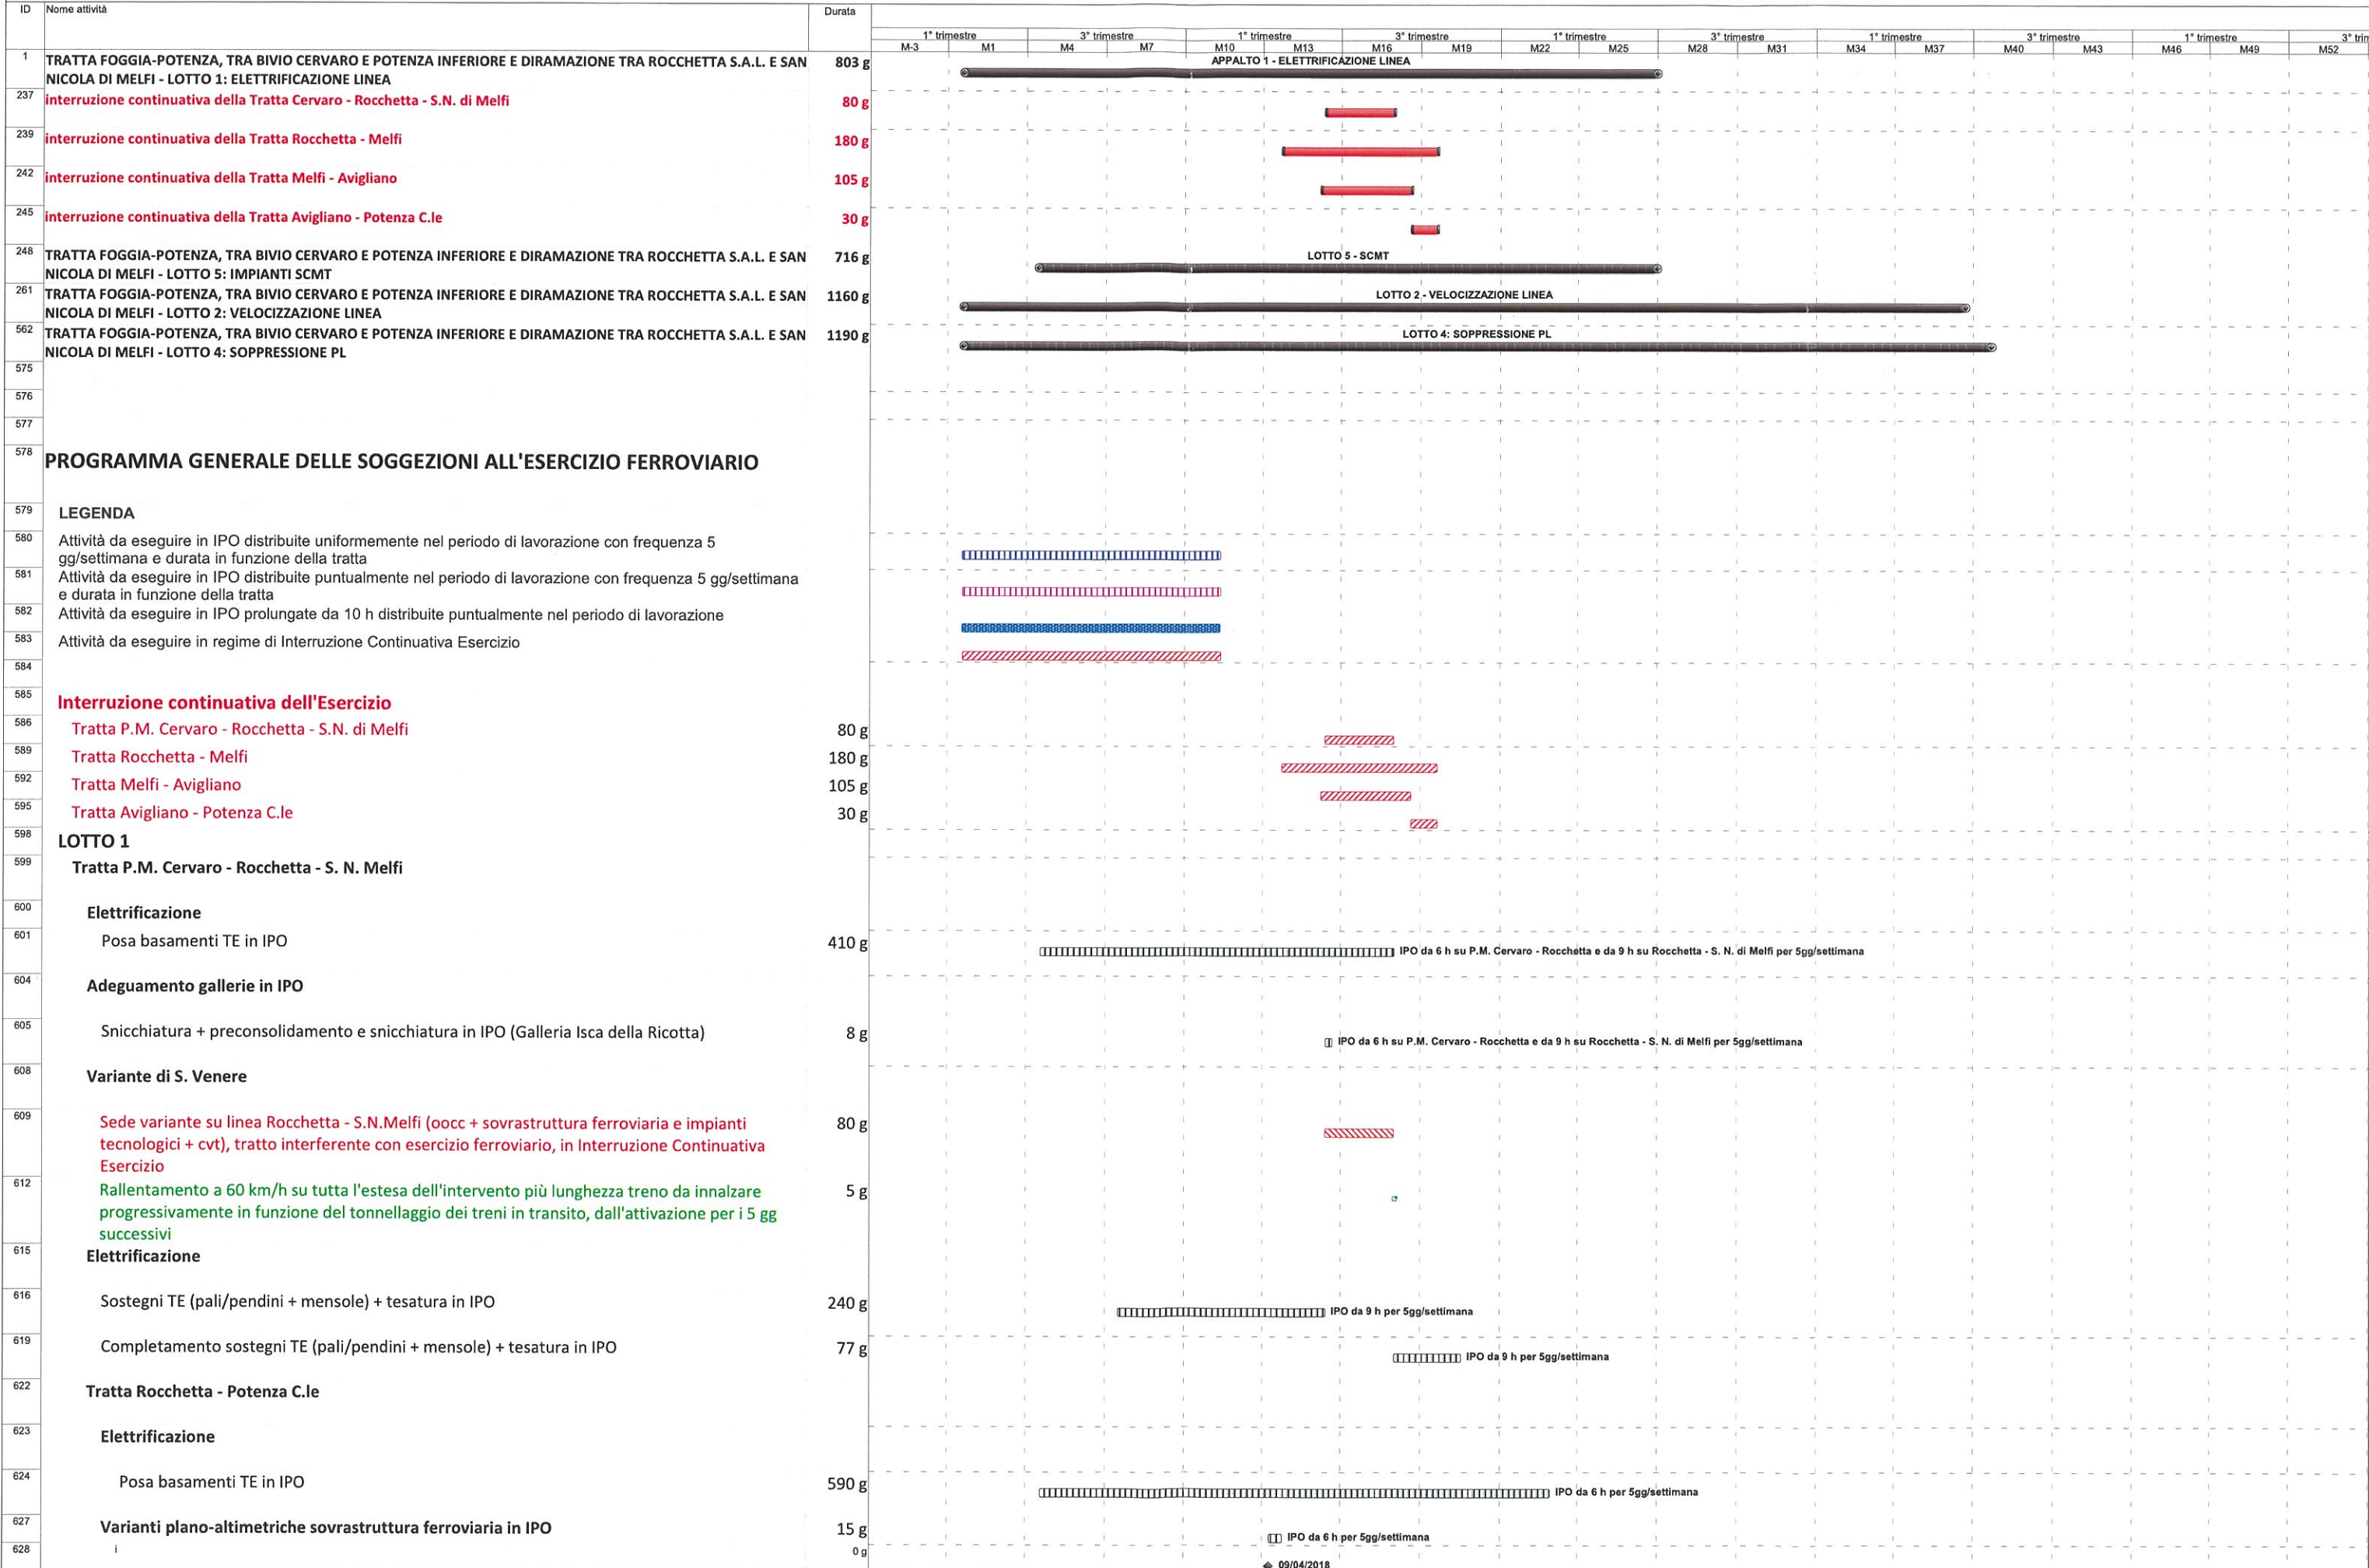 ID Nome attività Durata
1° trimestre 3° trimestre 1° trimestre 3° trimestre 1° trimestre 3° trimestre 1° trimestre 3° trimestre 1° trimestre 3° trim
M-3 M1 M4 M7 M10 M13 M16 M19 M22 M25 M28 M31 M34 M37 M40 M43 M46 M49 M52
1 TRATTA FOGGIA-POTENZA, TRA BIVIO CERVARO E POTENZA INFERIORE E DIRAMAZIONE TRA ROCCHETTA S.A.L. E SAN 803 g APPALTO 1 - ELETTRIFICAZIONE LINEA
NICOLA DI MELFI - LOTTO 1: ELETTRIFICAZIONE LINEA
237 interruzione continuativa della Tratta Cervaro - Rocchetta - S.N. di Melfi 80 g
239 interruzione continuativa della Tratta Rocchetta - Melfi 180 g
242 interruzione continuativa della Tratta Melfi - Avigliano 105 g
245 interruzione continuativa della Tratta Avigliano - Potenza C.le 30 g
248 TRATTA FOGGIA-POTENZA, TRA BIVIO CERVARO E POTENZA INFERIORE E DIRAMAZIONE TRA ROCCHETTA S.A.L. E SAN 716 g LOTTO 5 - SCMT
NICOLA DI MELFI - LOTTO 5: IMPIANTI SCMT
261 TRATTA FOGGIA-POTENZA, TRA BIVIO CERVARO E POTENZA INFERIORE E DIRAMAZIONE TRA ROCCHETTA S.A.L. E SAN 1160 g LOTTO 2 - VELOCIZZAZIONE LINEA
NICOLA DI MELFI - LOTTO 2: VELOCIZZAZIONE LINEA
562 TRATTA FOGGIA-POTENZA, TRA BIVIO CERVARO E POTENZA INFERIORE E DIRAMAZIONE TRA ROCCHETTA S.A.L. E SAN 1190 g LOTTO 4: SOPPRESSIONE PL
NICOLA DI MELFI - LOTTO 4: SOPPRESSIONE PL
575
576
577
578 PROGRAMMA GENERALE DELLE SOGGEZIONI ALL'ESERCIZIO FERROVIARIO
579 LEGENDA
580 Attività da eseguire in IPO distribuite uniformemente nel periodo di lavorazione con frequenza 5
gg/settimana e durata in funzione della tratta
581 Attività da eseguire in IPO distribuite puntualmente nel periodo di lavorazione con frequenza 5 gg/settimana
e durata in funzione della tratta
582 Attività da eseguire in IPO prolungate da 10 h distribuite puntualmente nel periodo di lavorazione
583 Attività da eseguire in regime di Interruzione Continuativa Esercizio
584
585 Interruzione continuativa dell'Esercizio
586 Tratta P.M. Cervaro - Rocchetta - S.N. di Melfi 80 g
589 Tratta Rocchetta - Melfi 180 g
592 Tratta Melfi - Avigliano 105 g
595 Tratta Avigliano - Potenza C.le 30 g
598 LOTTO 1
599 Tratta P.M. Cervaro - Rocchetta - S. N. Melfi
600 Elettrificazione
601 Posa basamenti TE in IPO 410 g IPO da 6 h su P.M. Cervaro - Rocchetta e da 9 h su Rocchetta - S. N. di Melfi per 5gg/settimana
604 Adeguamento gallerie in IPO
605 Snicchiatura + preconsolidamento e snicchiatura in IPO (Galleria Isca della Ricotta) 8 g IPO da 6 h su P.M. Cervaro - Rocchetta e da 9 h su Rocchetta - S. N. di Melfi per 5gg/settimana
608 Variante di S. Venere
609 Sede variante su linea Rocchetta - S.N.Melfi (oocc + sovrastruttura ferroviaria e impianti 80 g
tecnologici + cvt), tratto interferente con esercizio ferroviario, in Interruzione Continuativa
Esercizio
612 Rallentamento a 60 km/h su tutta l'estesa dell'intervento più lunghezza treno da innalzare 5 g
progressivamente in funzione del tonnellaggio dei treni in transito, dall'attivazione per i 5 gg
successivi
615 Elettrificazione
616 Sostegni TE (pali/pendini + mensole) + tesatura in IPO 240 g IPO da 9 h per 5gg/settimana
619 Completamento sostegni TE (pali/pendini + mensole) + tesatura in IPO 77 g IPO da 9 h per 5gg/settimana
622 Tratta Rocchetta - Potenza C.le
623 Elettrificazione
624 Posa basamenti TE in IPO 590 g IPO da 6 h per 5gg/settimana
627 Varianti plano-altimetriche sovrastruttura ferroviaria in IPO 15 g IPO da 6 h per 5gg/settimana
628 i 0 g
09/04/2018